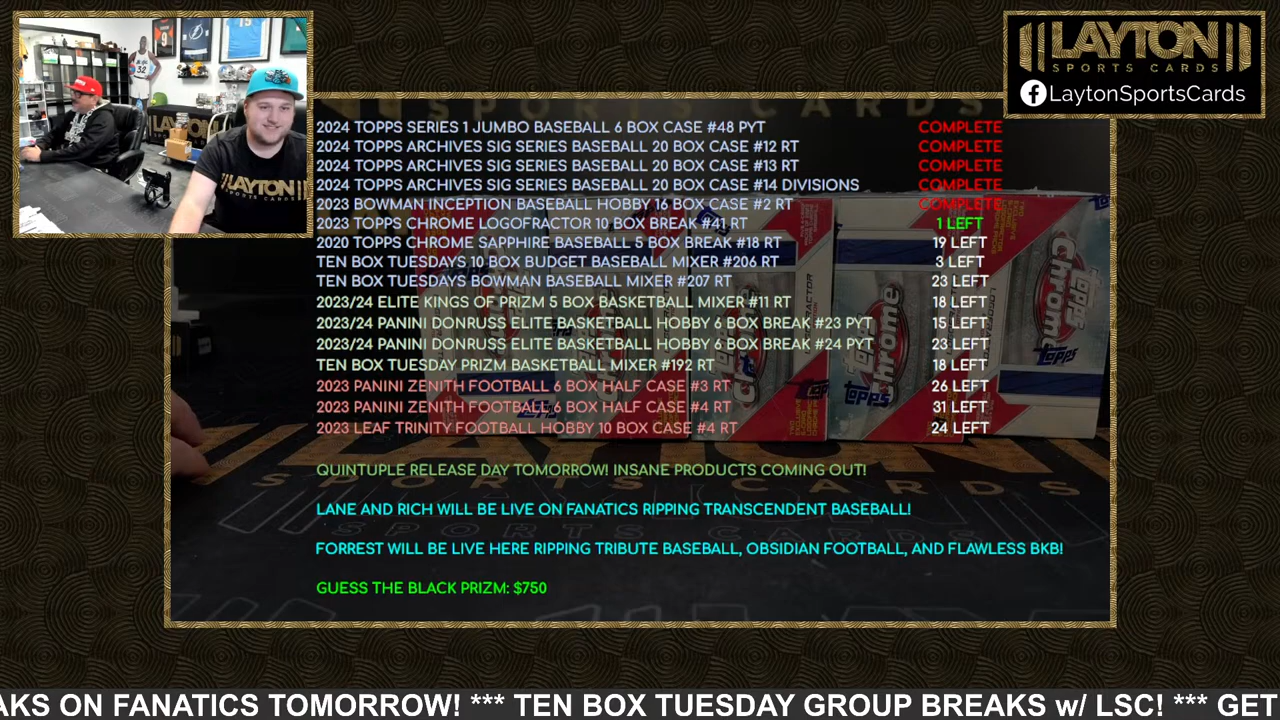 LAYTON
SPORTS CARDS
LaytonSportsCards
2024 TOPPS SERIES 1 JUMBO BASEBALL 6 BOX CASE #48 PYT COMPLETE
2024 TOPPS ARCHIVES SIG SERIES BASEBALL 20 BOX CASE #12 RT COMPLETE
2024 TOPPS ARCHIVES SIG SERIES BASEBALL 20 BOX CASE #13 RT COMPLETE
2024 TOPPS ARCHIVES SIG SERIES BASEBALL 20 BOX CASE #14 DIVISIONS COMPLETE
2023 BOWMAN INCEPTION BASEBALL HOBBY 16 BOX CASE #2 RT COMPLETE
2023 TOPPS CHROME LOGOFRACTOR 10 BOX BREAK #41 RT 1 LEFT
2020 TOPPS CHROME SAPPHIRE BASEBALL 5 BOX BREAK #18 RT 19 LEFT
TEN BOX TUESDAYS 10 BOX BUDGET BASEBALL MIXER #206 RT 3 LEFT
TEN BOX TUESDAYS BOWMAN BASEBALL MIXER #207 RT 23 LEFT
2023/24 ELITE KINGS OF PRIZM 5 BOX BASKETBALL MIXER #11 RT 18 LEFT
2023/24 PANINI DONRUSS ELITE BASKETBALL HOBBY 6 BOX BREAK #23 PYT 15 LEFT
2023/24 PANINI DONRUSS ELITE BASKETBALL HOBBY 6 BOX BREAK #24 PYT 23 LEFT
TEN BOX TUESDAY PRIZM BASKETBALL MIXER #192 RT 18 LEFT
2023 PANINI ZENITH FOOTBALL 6 BOX HALF CASE #3 RT 26 LEFT
2023 PANINI ZENITH FOOTBALL 6 BOX HALF CASE #4 RT 31 LEFT
2023 LEAF TRINITY FOOTBALL HOBBY 10 BOX CASE #4 RT 24 LEFT
QUINTUPLE RELEASE DAY TOMORROW! INSANE PRODUCTS COMING OUT!
LANE AND RICH WILL BE LIVE ON FANATICS RIPPING TRANSCENDENT BASEBALL!
FORREST WILL BE LIVE HERE RIPPING TRIBUTE BASEBALL, OBSIDIAN FOOTBALL, AND FLAWLESS BKB!
GUESS THE BLACK PRIZM: $750
LAYTON
SPORTS CARDS
Topps
Chrome
AKS ON FANATICS TOMORROW! *** TEN BOX TUESDAY GROUP BREAKS w/ LSC! *** GET